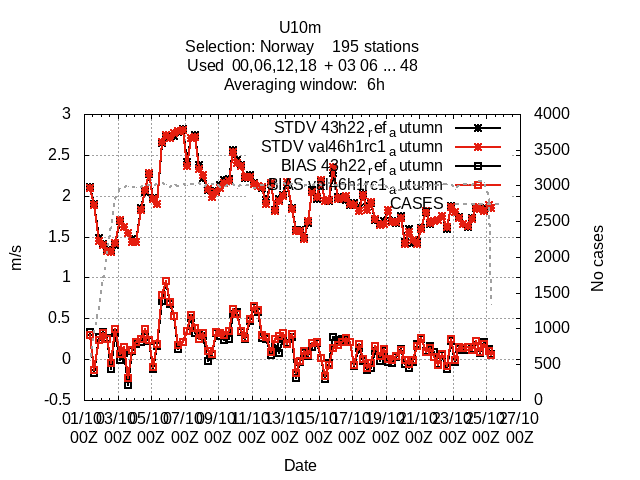 U10m
Selection: Norway 195 stations
Used 00,06,12,18 + 03 06 ... 48
Averaging window: 6h
STDV 43h22_ref_autumn
STDV val46h1rc1_autumn
BIAS 43h22_ref_autumn
BIAS val46h1rc1_autumn
CASES
3
2.5
2
1.5
1
0.5
0
-0.5
m/s
4000
3500
3000
2500
2000
1500
1000
500
0
No cases
01/10 03/10 05/10 07/10 09/10 11/10 13/10 15/10 17/10 19/10 21/10 23/10 25/10 27/10
00Z 00Z 00Z 00Z 00Z 00Z 00Z 00Z 00Z 00Z 00Z 00Z 00Z 00Z
Date